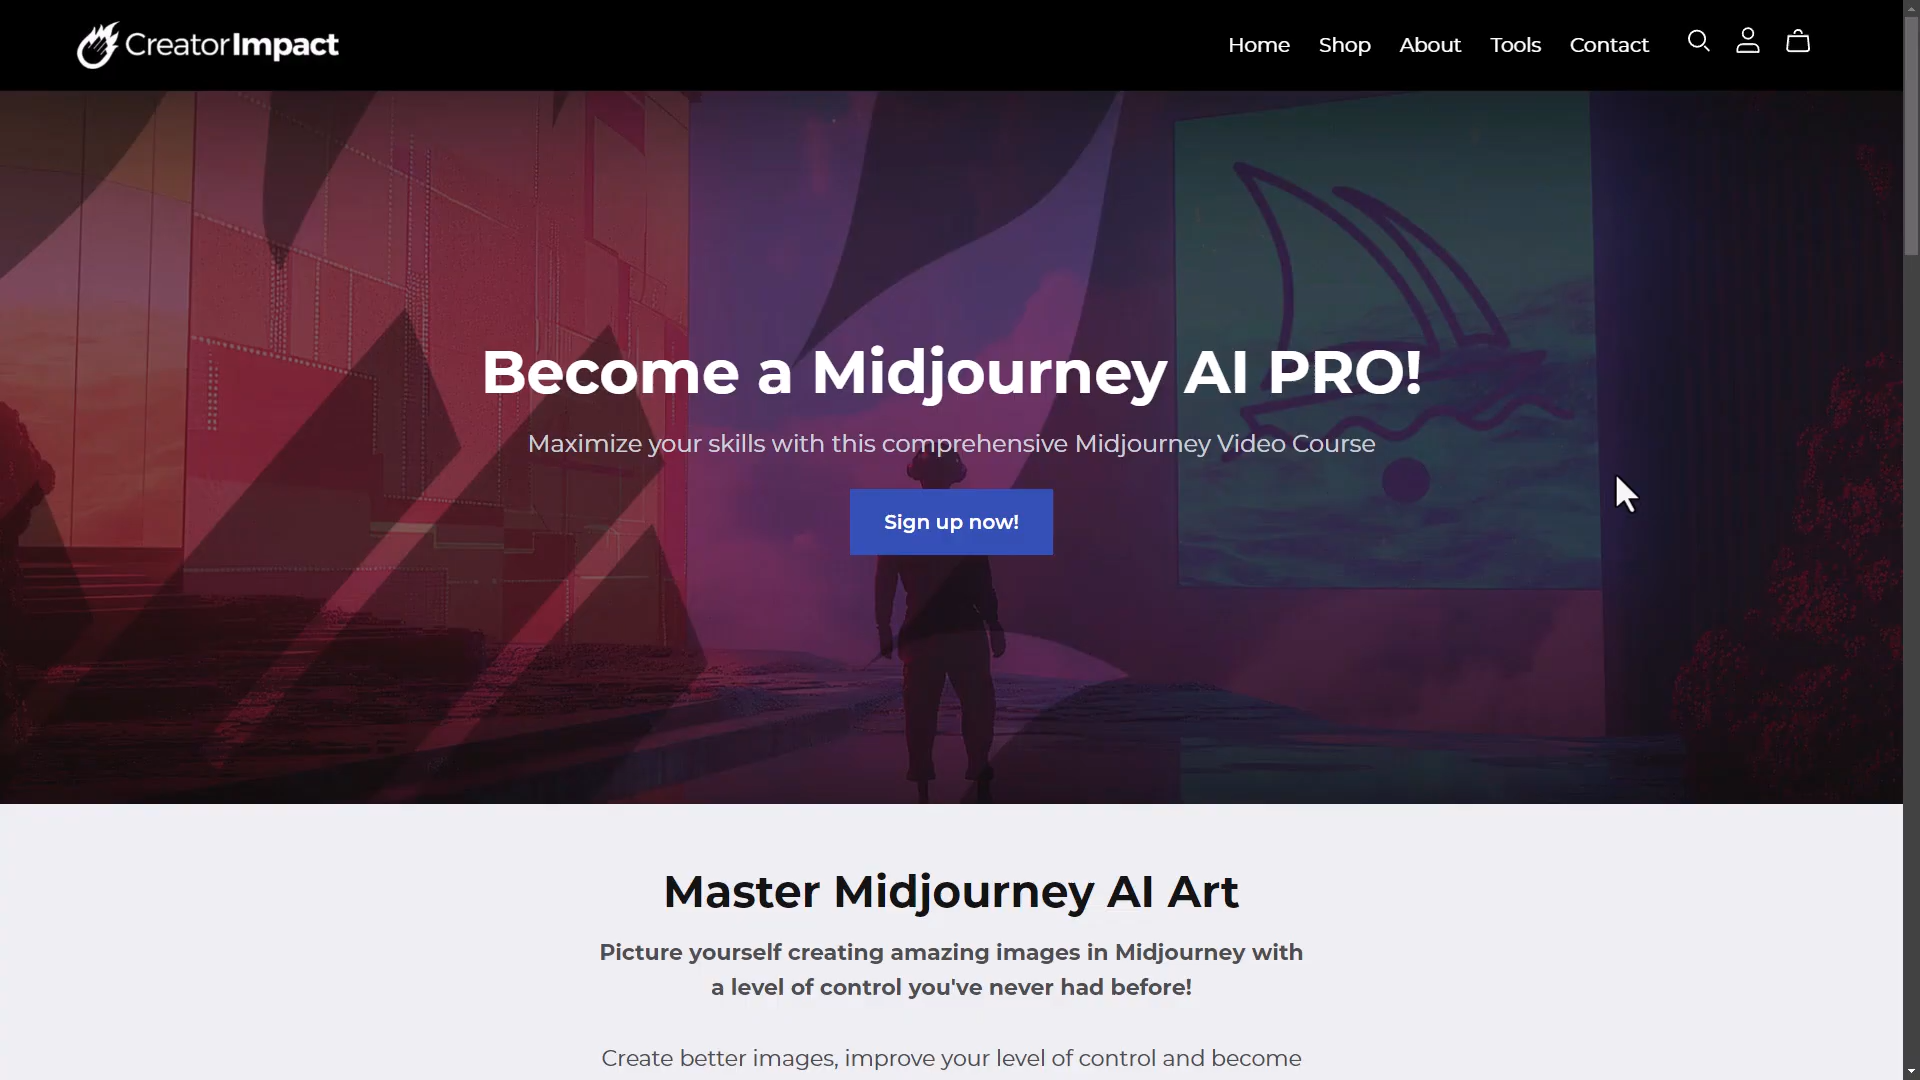 CreatorImpact
Home Shop About Tools Contact
Become a Midjourney AI PRO!
Maximize your skills with this comprehensive Midjourney Video Course
Sign up now!
Master Midjourney AI Art
Picture yourself creating amazing images in Midjourney with
a level of control you've never had before!
Create better images, improve your level of control and become